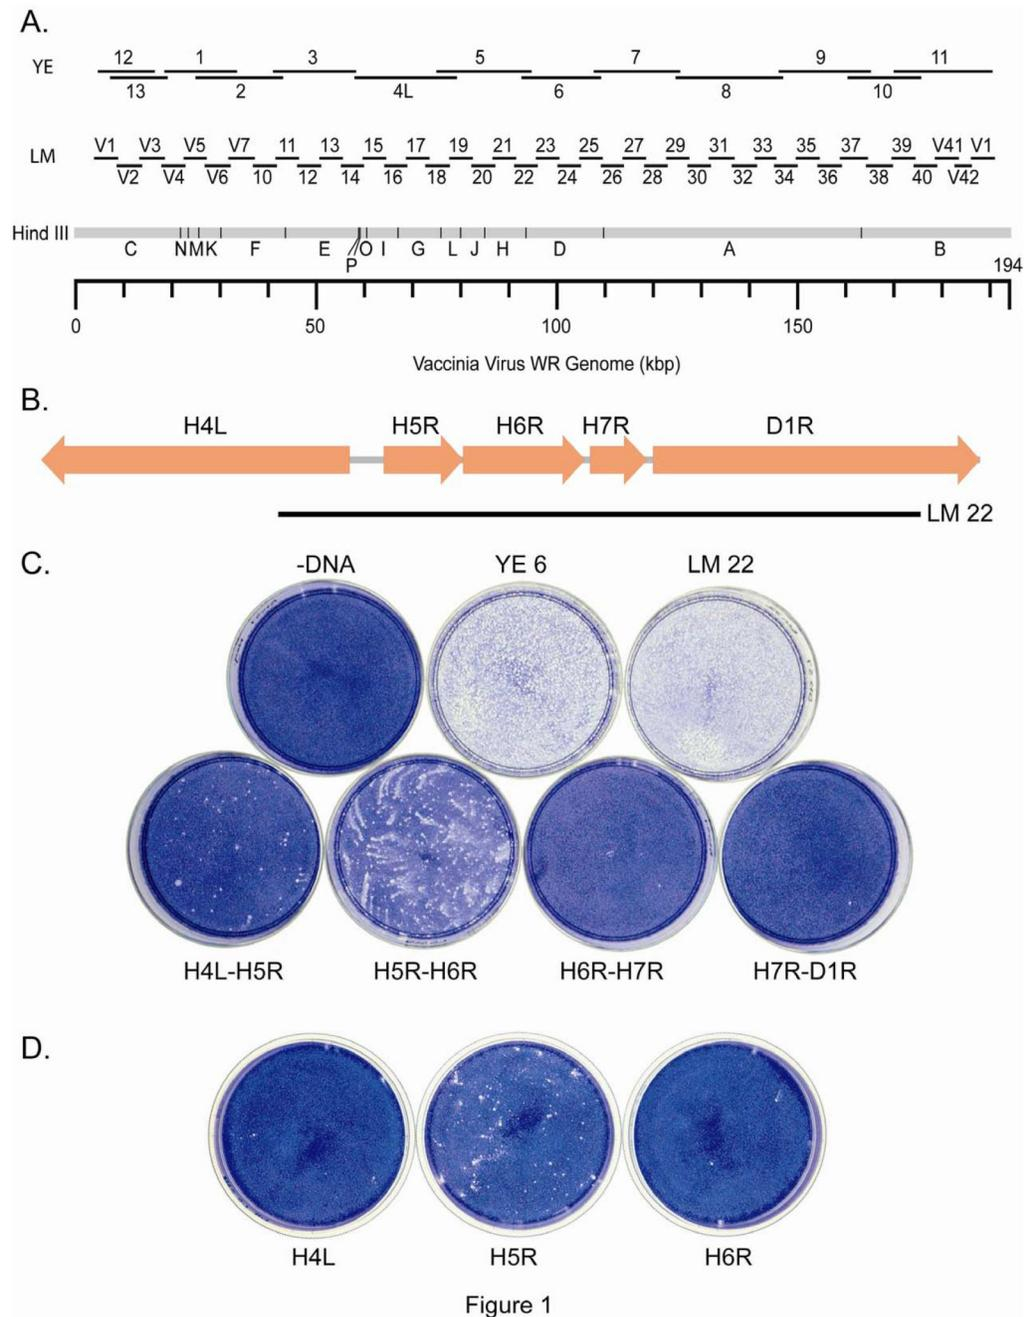 A.
12 1 3 5 7 9 11
YE
13 2 4L 6 8 10
V1 V3 V5 V7 11 13 15 17 19 21 23 25 27 29 31 33 35 37 39 V41 V1
LM
V2 V4 V6 10 12 14 16 18 20 22 24 26 28 30 32 34 36 38 40 V42
Hind III
C N M K F E O I G L J H D A B
P
194
0 50 100 150
Vaccinia Virus WR Genome (kbp)
B.
H4L H5R H6R H7R D1R
LM 22
C.
-DNA YE 6 LM 22
H4L-H5R H5R-H6R H6R-H7R H7R-D1R
D.
H4L H5R H6R
Figure 1